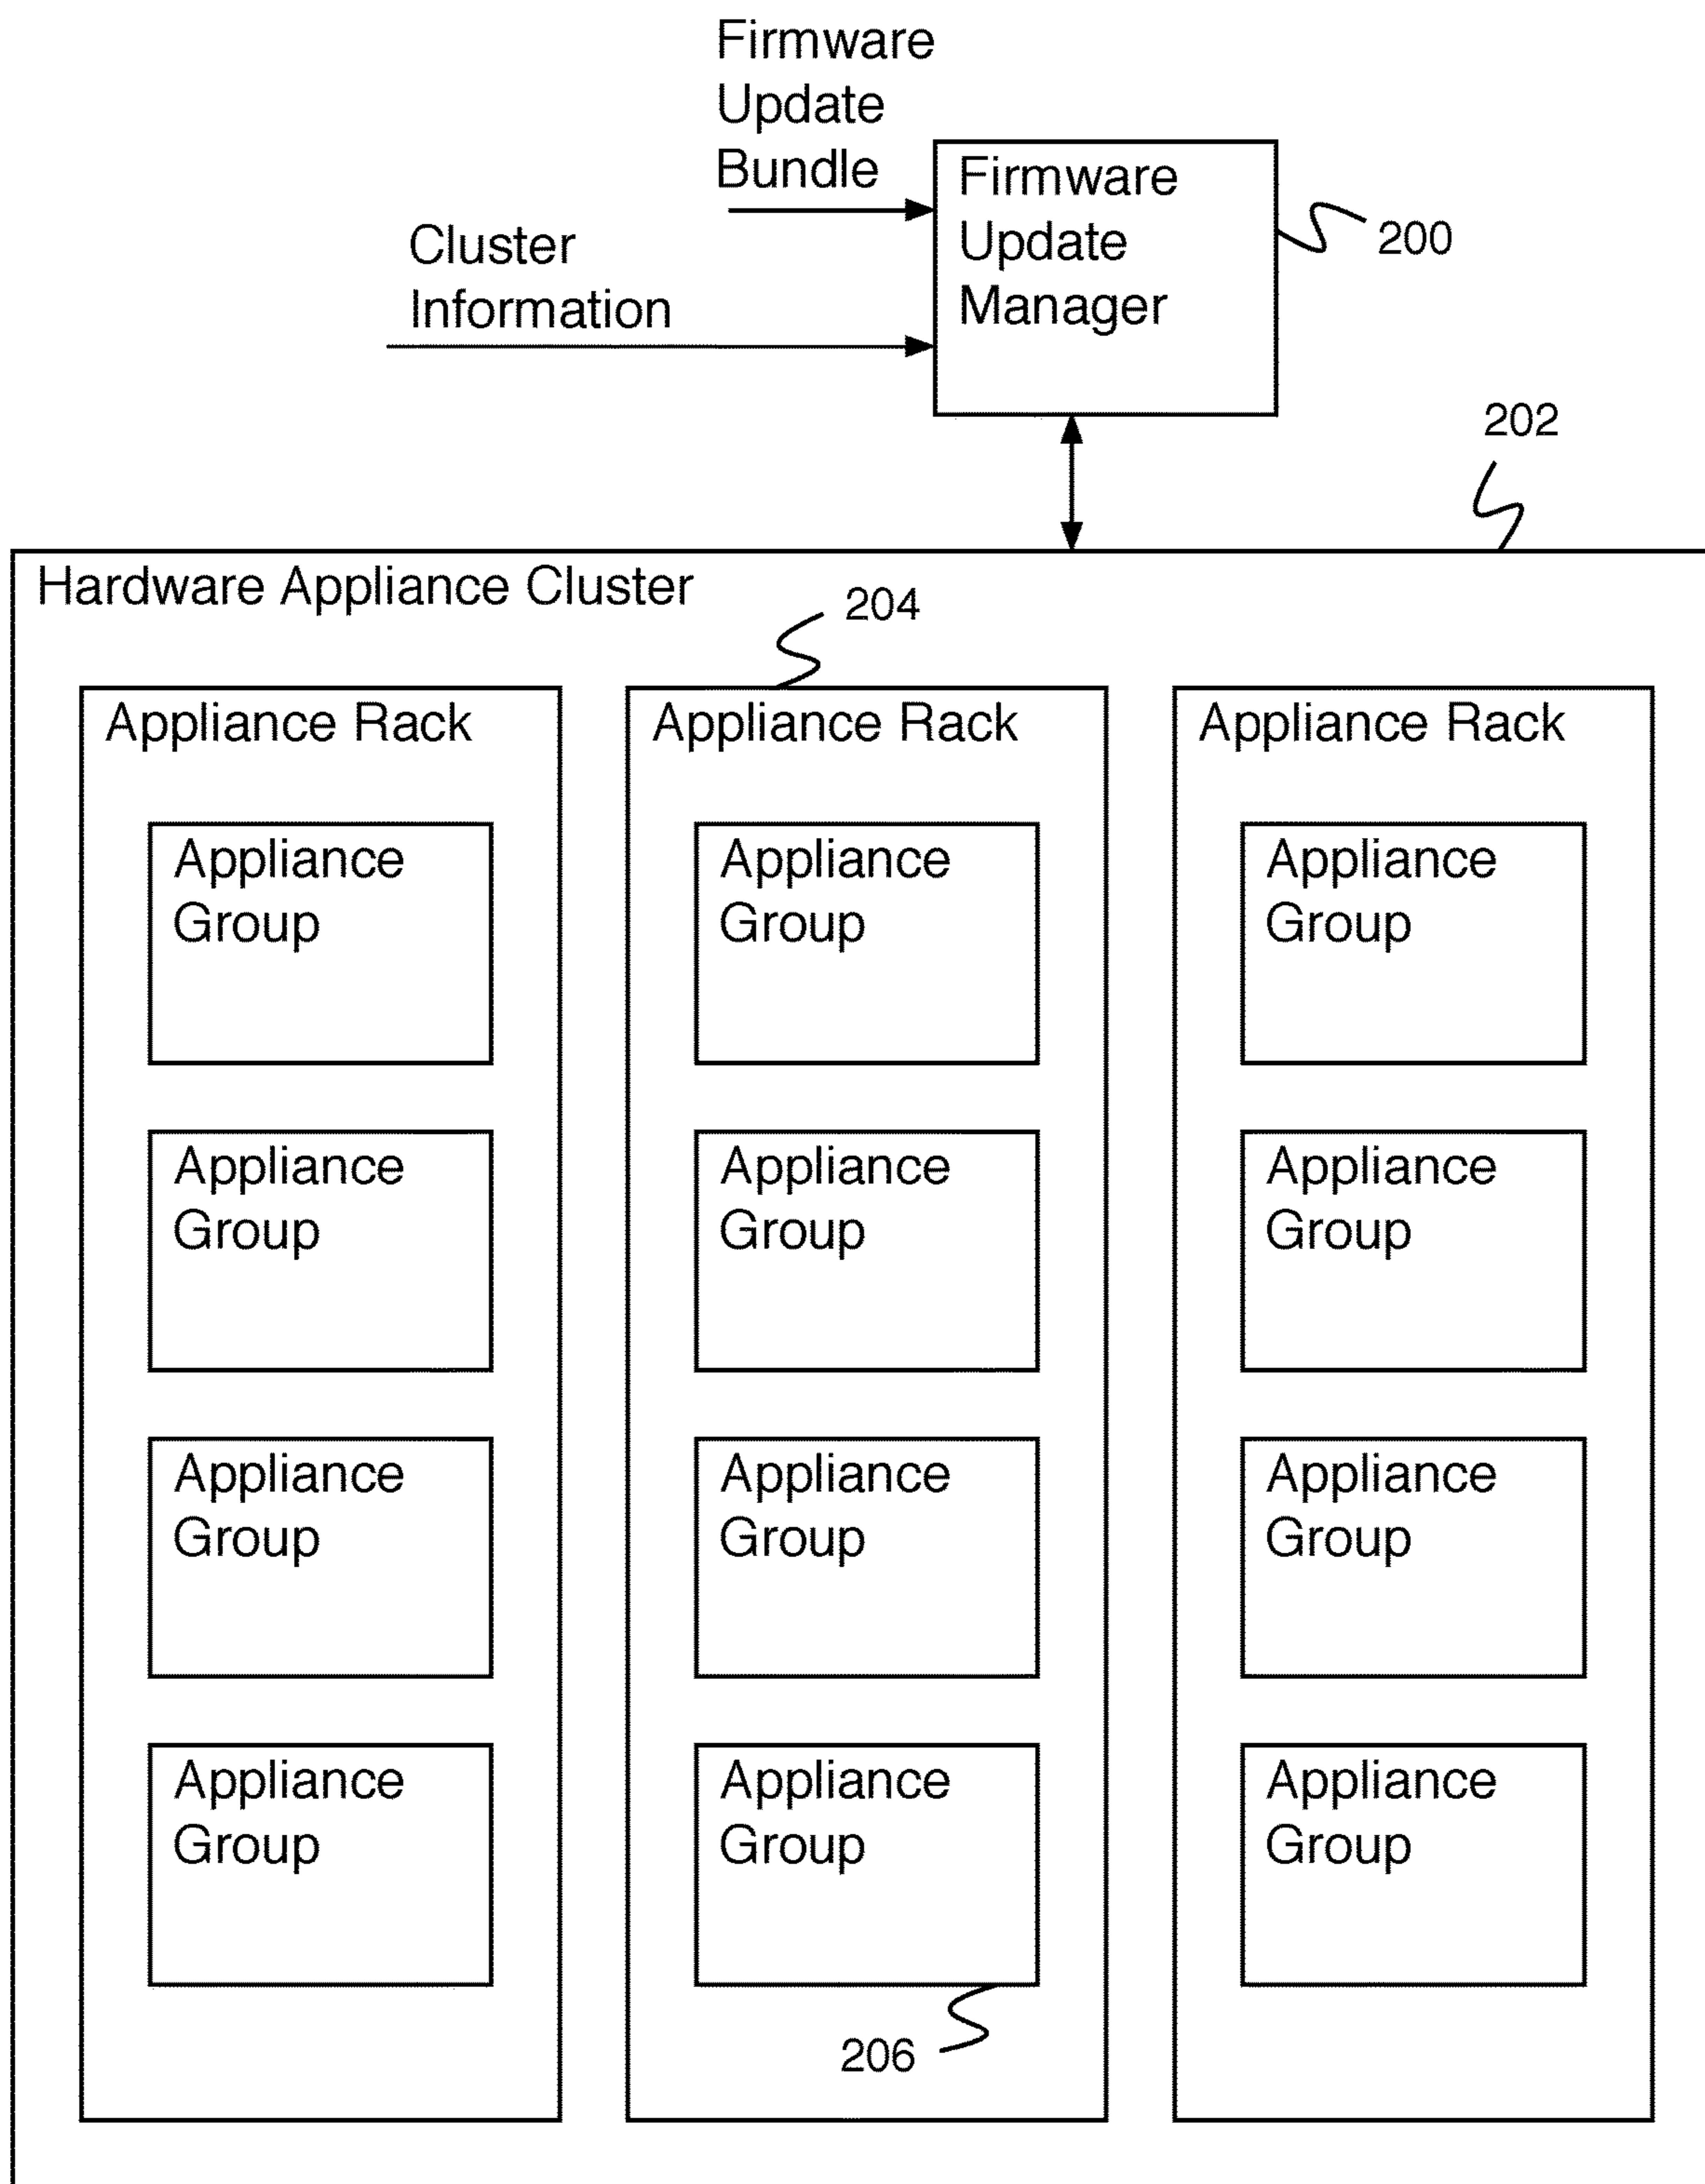 Firmware
Update
Bundle
Firmware
Update
Manager
200
Cluster
Information
202
Hardware Appliance Cluster
204
Appliance Rack
Appliance Rack
Appliance Rack
Appliance
Group
Appliance
Group
Appliance
Group
Appliance
Group
Appliance
Group
Appliance
Group
Appliance
Group
Appliance
Group
Appliance
Group
Appliance
Group
Appliance
Group
Appliance
Group
206